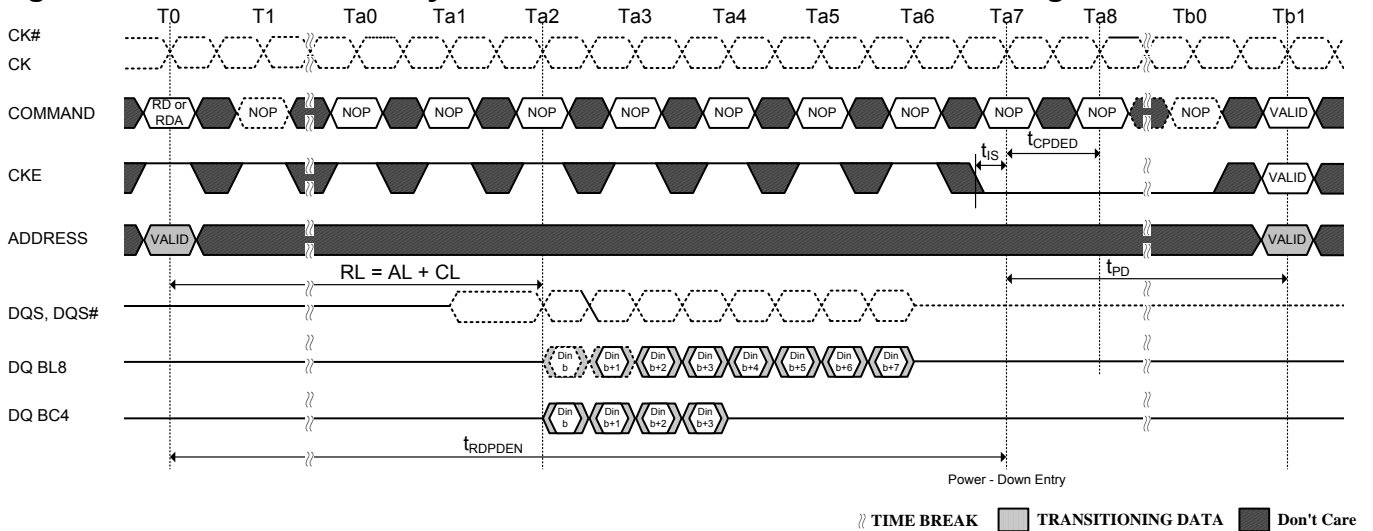 T0 T1 Ta0 Ta1 Ta2 Ta3 Ta4 Ta5 Ta6 Ta7 Ta8 Tb0 Tb1
CK#
CK
COMMAND RD or RDA NOP NOP NOP NOP NOP NOP NOP NOP NOP NOP NOP VALID
tIS tCPDED
CKE VALID
ADDRESS VALID VALID
RL = AL + CL tPD
DQS, DQS#
DQ BL8 Din b Din b+1 Din b+2 Din b+3 Din b+4 Din b+5 Din b+6 Din b+7
DQ BC4 Din b Din b+1 Din b+2 Din b+3
tRDPDEN
Power - Down Entry
TIME BREAK TRANSITIONING DATA Don't Care